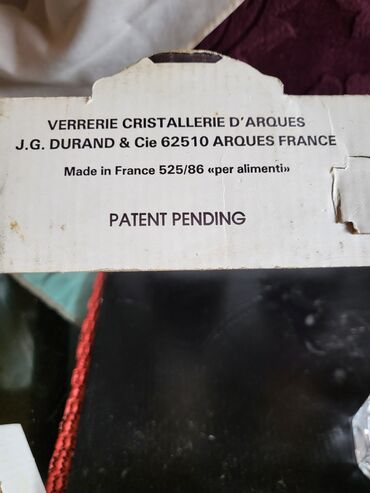 VERRERIE CRISTALLERIE D'ARQUES
J.G. DURAND & Cie 62510 ARQUES FRANCE
Made in France 525/86 «per alimenti»
PATENT PENDING